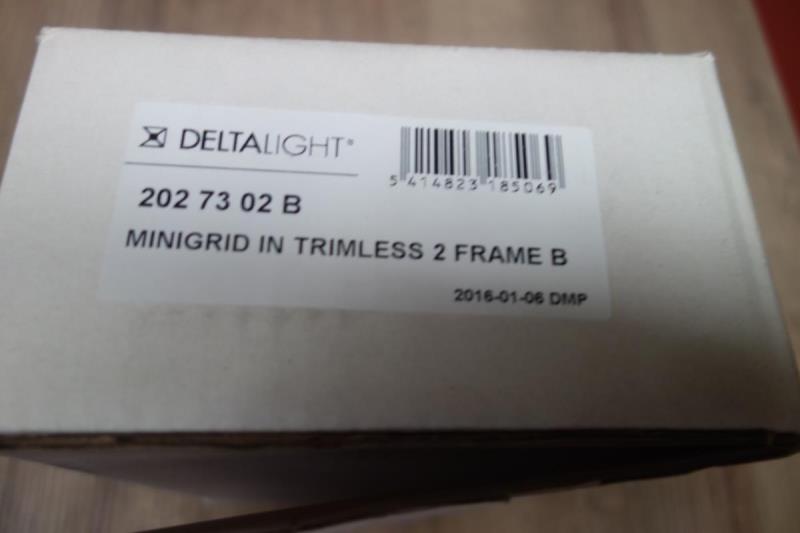 DELTALIGHT®
5 414823 185069
202 73 02 B
MINIGRID IN TRIMLESS 2 FRAME B
2016-01-06 DMP